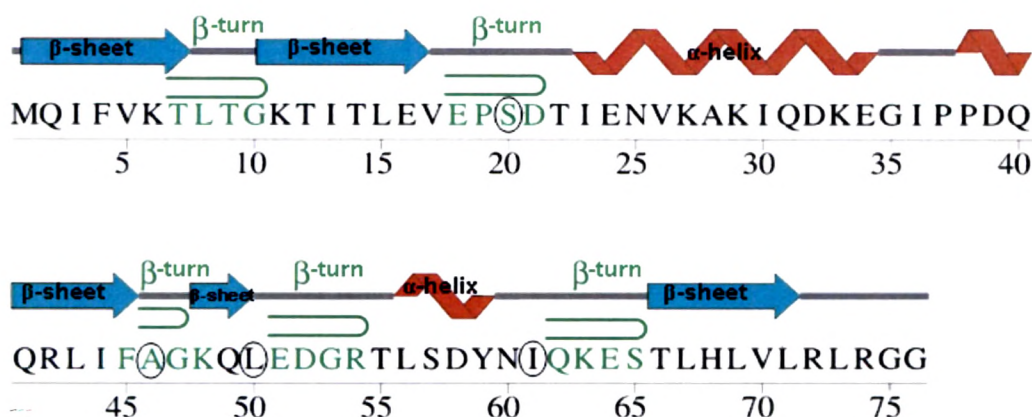 β-turn β-turn
β-sheet β-sheet α-helix
MQIFVKTLTGKTITLEVEPSDTIENVKAKIQDKEGIPPDQ
5 10 15 20 25 30 35 40
β-turn β-turn β-turn
β-sheet β-sheet α-helix β-sheet
QRLIFAGKQLEDGRTLSDYNIQKESTLHLVLRLRGG
45 50 55 60 65 70 75